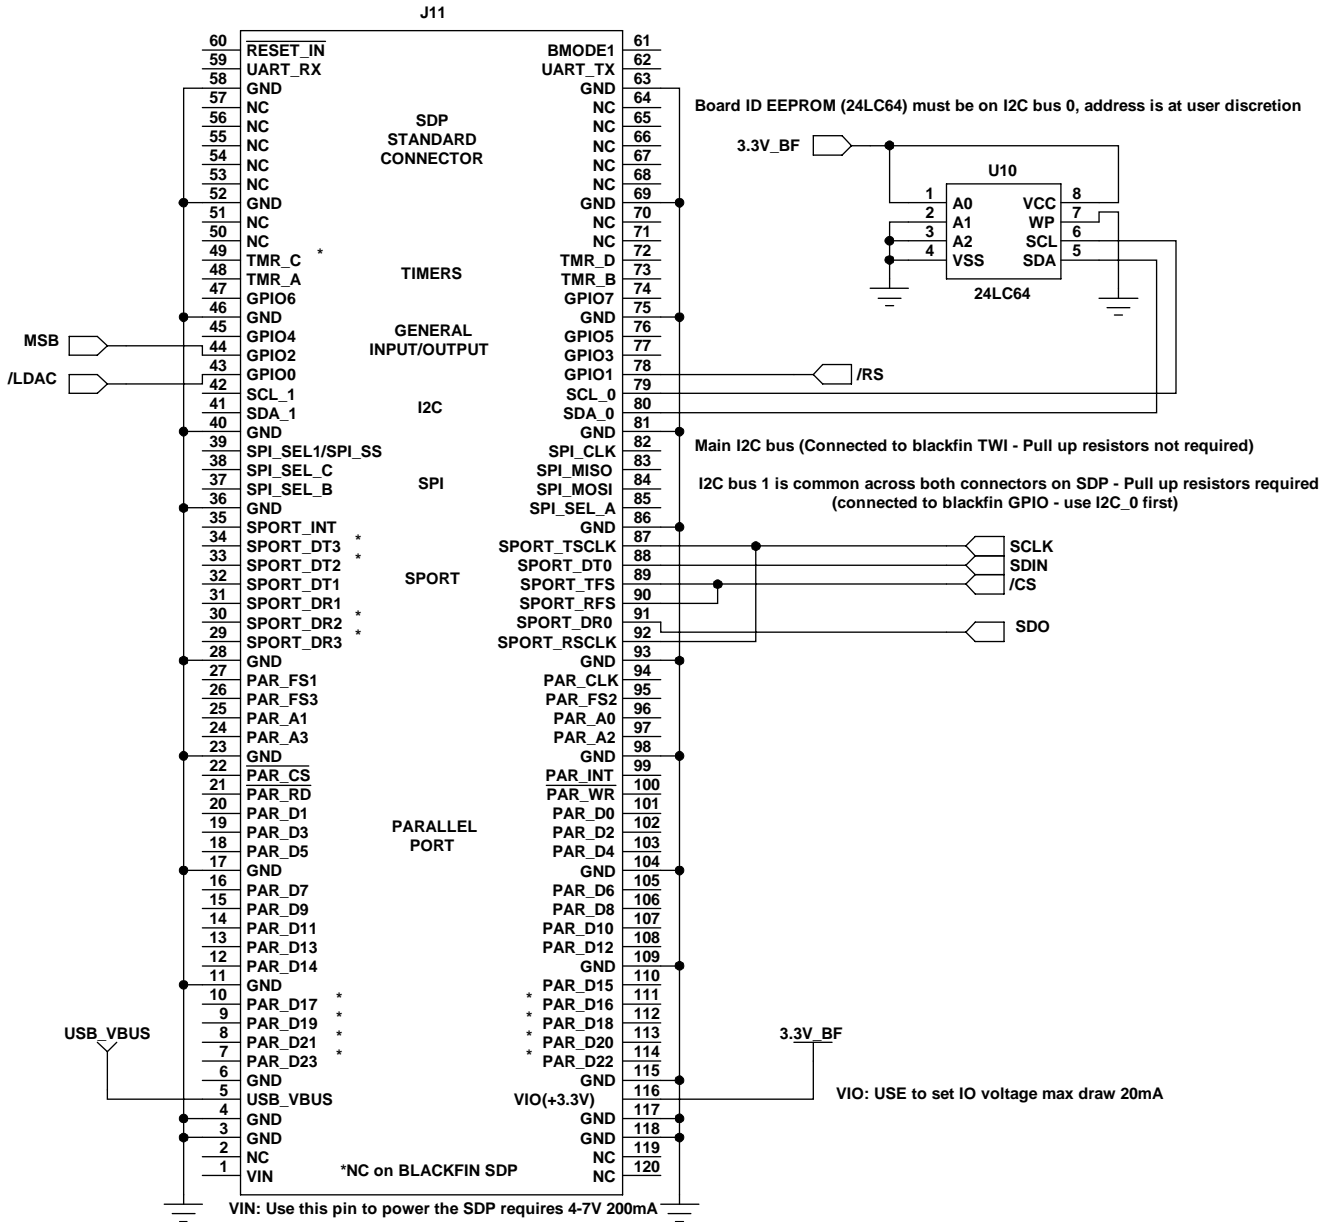 J11
60 RESET_IN BMODE1 61
59 UART_RX UART_TX 62
58 GND GND 63
57 NC NC 64
56 NC NC 65
55 NC NC 66
54 NC NC 67
53 NC NC 68
52 GND GND 69
51 NC NC 70
50 NC NC 71
49 TMR_C * TMR_D 72
48 TMR_A TMR_B 73
47 GPIO6 GPIO7 74
46 GND GND 75
45 GPIO4 GPIO5 76
44 GPIO2 GPIO3 77
43 GPIO0 GPIO1 78
42 SCL_1 SCL_0 79
41 SDA_1 SDA_0 80
40 GND GND 81
39 SPI_SEL1/SPI_SS SPI_CLK 82
38 SPI_SEL_C SPI_MISO 83
37 SPI_SEL_B SPI_MOSI 84
36 GND SPI_SEL_A 85
35 SPORT_INT GND 86
34 SPORT_DT3 * SPORT_TSCLK 87
33 SPORT_DT2 * SPORT_DT0 88
32 SPORT_DT1 SPORT_TFS 89
31 SPORT_DR1 SPORT_RFS 90
30 SPORT_DR2 * SPORT_DR0 91
29 SPORT_DR3 * SPORT_RSCLK 92
28 GND GND 93
27 PAR_FS1 PAR_CLK 94
26 PAR_FS3 PAR_FS2 95
25 PAR_A1 PAR_A0 96
24 PAR_A3 PAR_A2 97
23 GND GND 98
22 PAR_CS PAR_INT 99
21 PAR_RD PAR_WR 100
20 PAR_D1 PAR_D0 101
19 PAR_D3 PAR_D2 102
18 PAR_D5 PAR_D4 103
17 GND GND 104
16 PAR_D7 PAR_D6 105
15 PAR_D9 PAR_D8 106
14 PAR_D11 PAR_D10 107
13 PAR_D13 PAR_D12 108
12 PAR_D14 GND 109
11 GND PAR_D15 110
10 PAR_D17 * * PAR_D16 111
9 PAR_D19 * * PAR_D18 112
8 PAR_D21 * * PAR_D20 113
7 PAR_D23 * * PAR_D22 114
6 GND GND 115
5 USB_VBUS VIO(+3.3V) 116
4 GND GND 117
3 GND GND 118
2 NC NC 119
1 VIN NC 120
SDP
STANDARD
CONNECTOR
TIMERS
GENERAL
INPUT/OUTPUT
I2C
SPI
SPORT
PARALLEL
PORT
*NC on BLACKFIN SDP
VIN: Use this pin to power the SDP requires 4-7V 200mA
MSB
/LDAC
USB_VBUS
Board ID EEPROM (24LC64) must be on I2C bus 0, address is at user discretion
3.3V_BF
U10
1 A0 VCC 8
2 A1 WP 7
3 A2 SCL 6
4 VSS SDA 5
24LC64
/RS
Main I2C bus (Connected to blackfin TWI - Pull up resistors not required)
I2C bus 1 is common across both connectors on SDP - Pull up resistors required
(connected to blackfin GPIO - use I2C_0 first)
SCLK
SDIN
/CS
SDO
3.3V_BF
VIO: USE to set IO voltage max draw 20mA